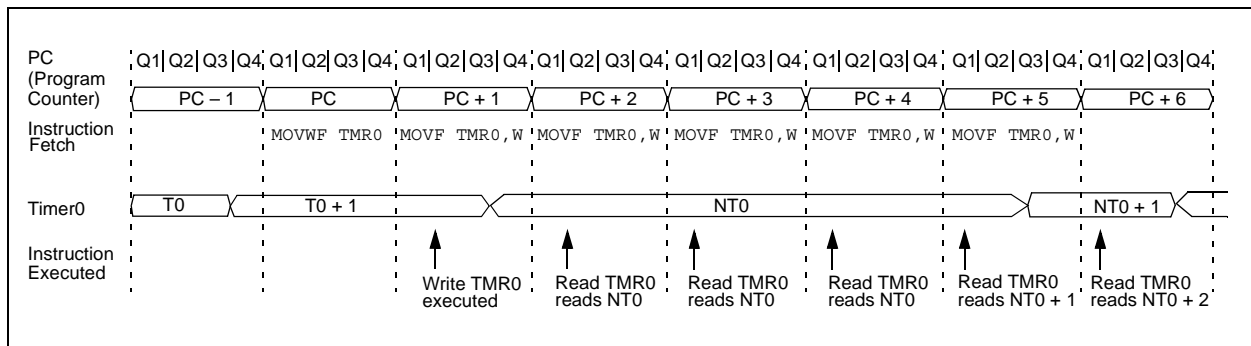 PC
(Program
Counter)
Q1 Q2 Q3 Q4 Q1 Q2 Q3 Q4 Q1 Q2 Q3 Q4 Q1 Q2 Q3 Q4 Q1 Q2 Q3 Q4 Q1 Q2 Q3 Q4 Q1 Q2 Q3 Q4 Q1 Q2 Q3 Q4
PC – 1 PC PC + 1 PC + 2 PC + 3 PC + 4 PC + 5 PC + 6
Instruction
Fetch
MOVWF TMR0 MOVF TMR0,W MOVF TMR0,W MOVF TMR0,W MOVF TMR0,W MOVF TMR0,W
Timer0
T0 T0 + 1 NT0 NT0 + 1
Instruction
Executed
Write TMR0
executed
Read TMR0
reads NT0
Read TMR0
reads NT0
Read TMR0
reads NT0
Read TMR0
reads NT0 + 1
Read TMR0
reads NT0 + 2